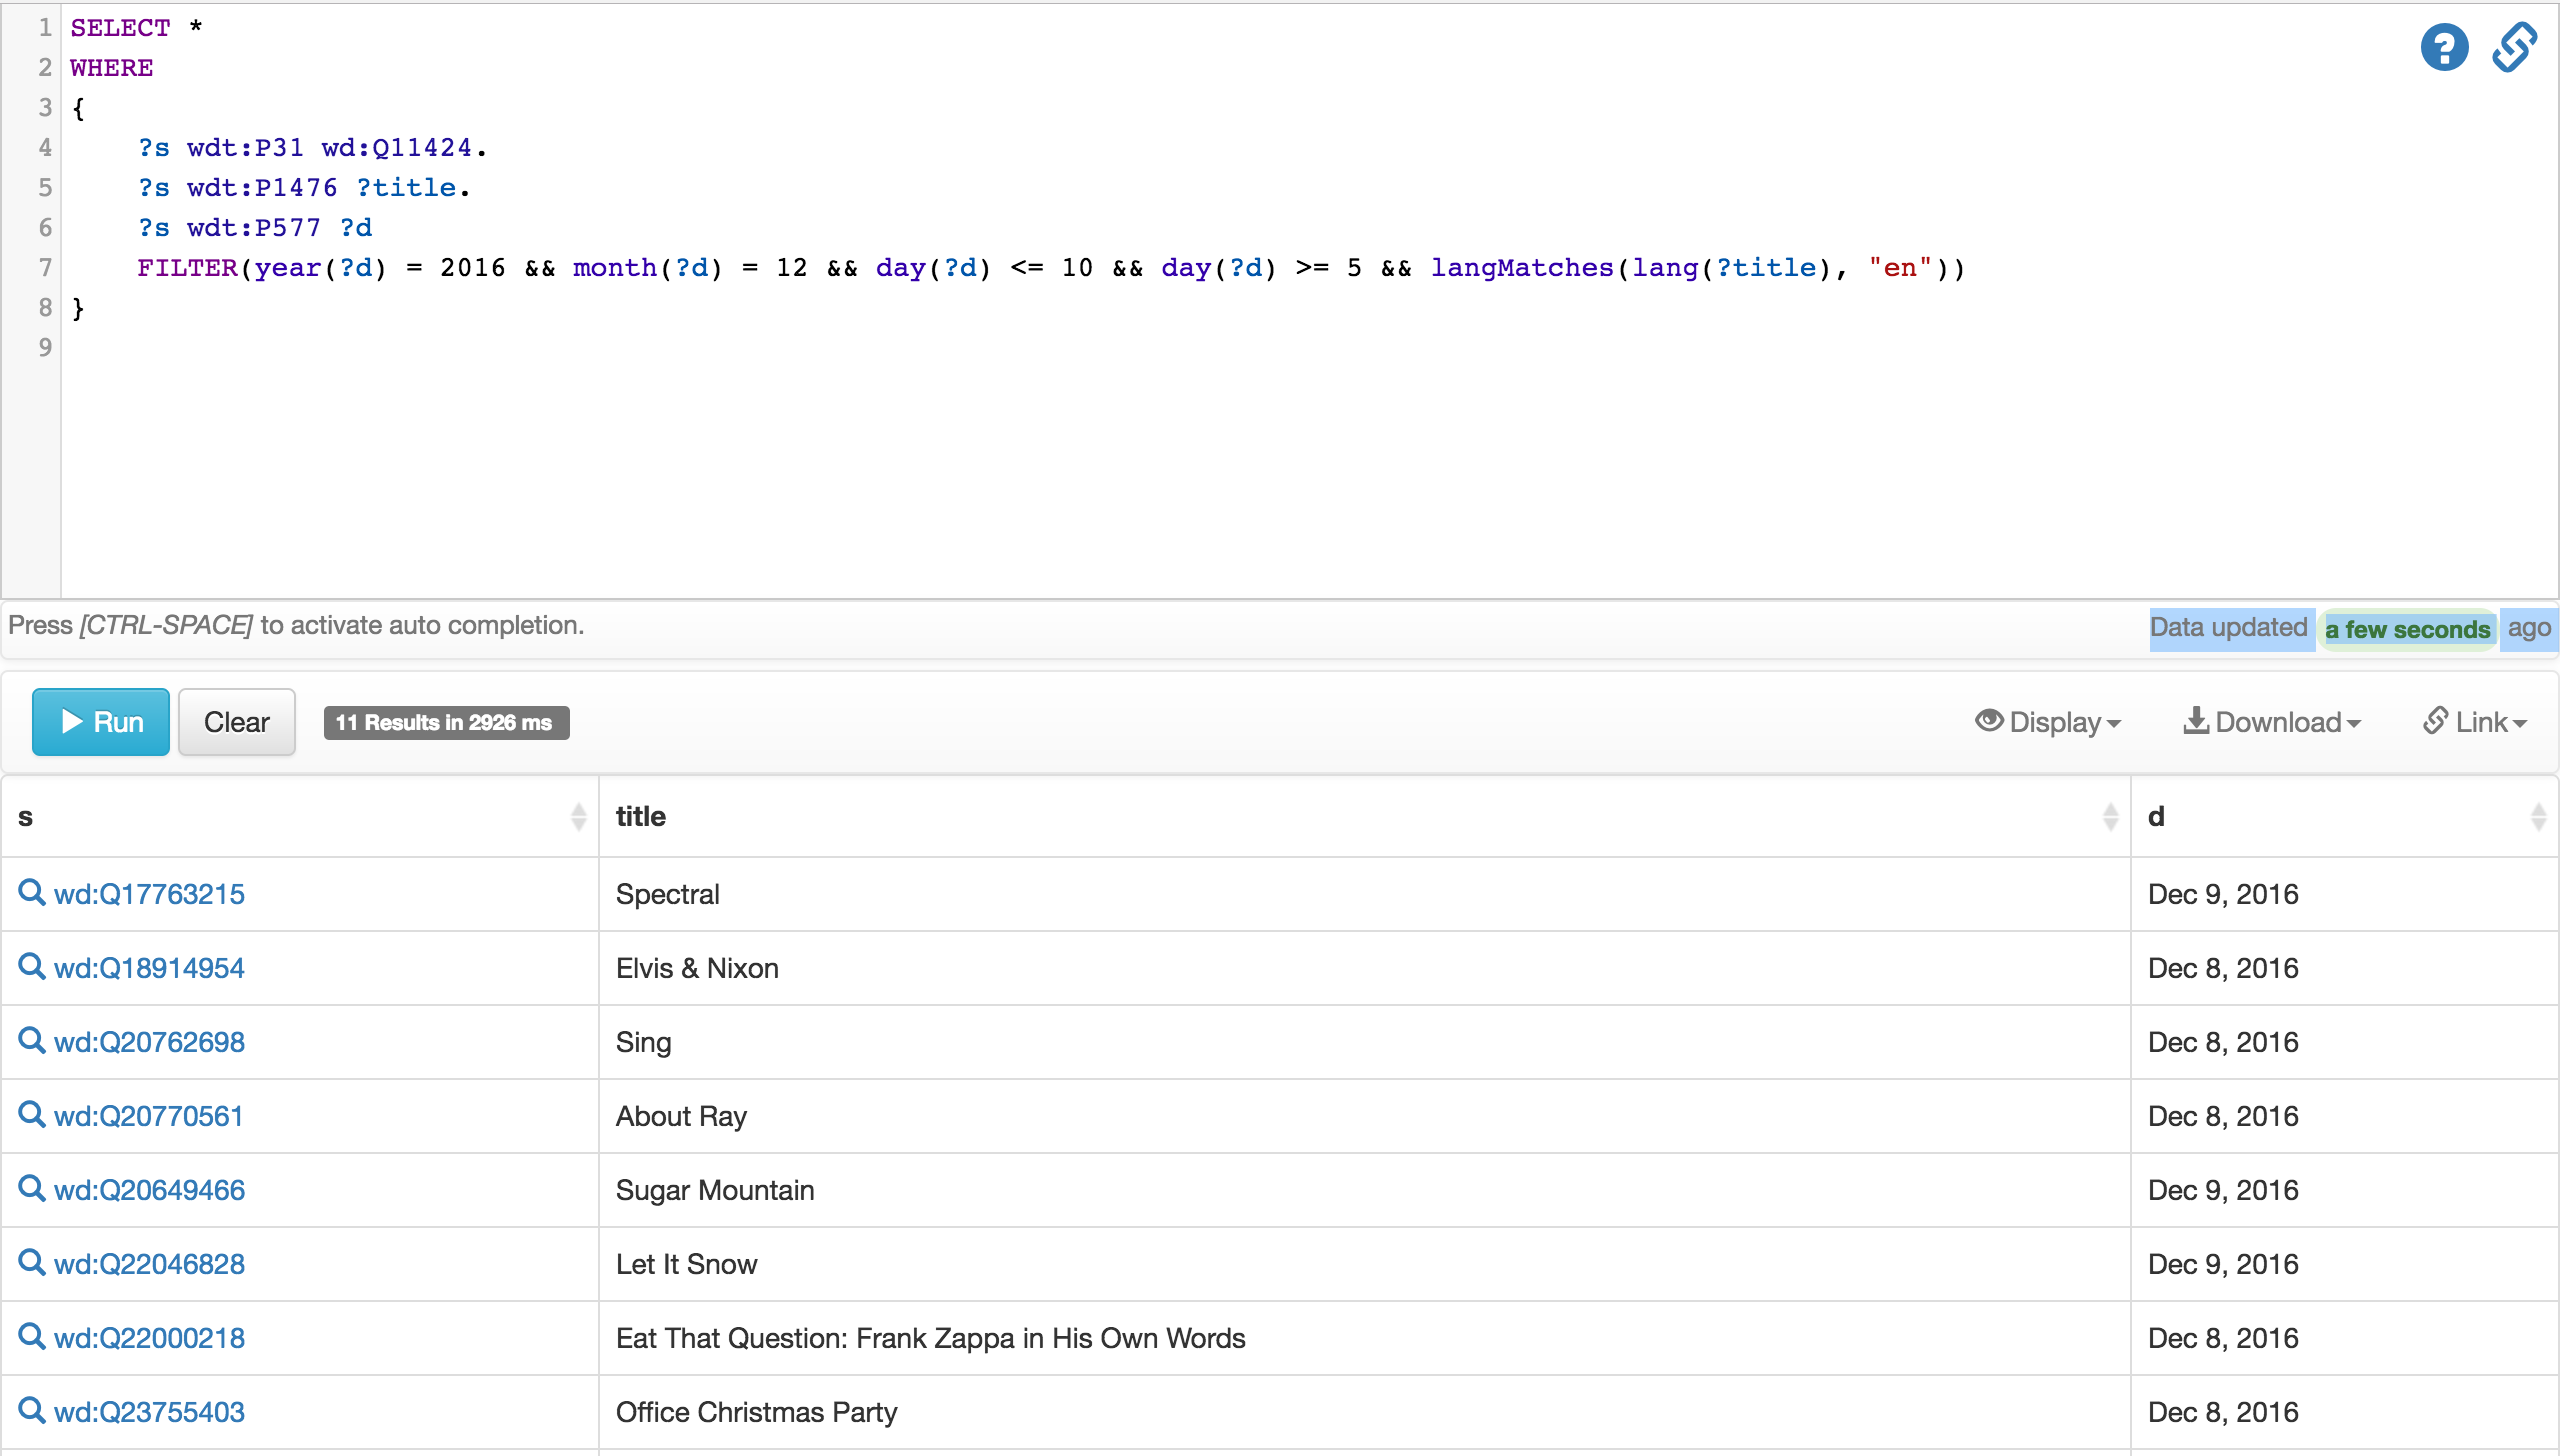 1 SELECT *
2 WHERE
3 {
4 ?s wdt:P31 wd:Q11424.
5 ?s wdt:P1476 ?title.
6 ?s wdt:P577 ?d
7 FILTER(year(?d) = 2016 && month(?d) = 12 && day(?d) <= 10 && day(?d) >= 5 && langMatches(lang(?title), "en"))
8 }
9
Press [CTRL-SPACE] to activate auto completion. Data updated a few seconds ago
Run Clear 11 Results in 2926 ms Display Download Link
s title d
wd:Q17763215 Spectral Dec 9, 2016
wd:Q18914954 Elvis & Nixon Dec 8, 2016
wd:Q20762698 Sing Dec 8, 2016
wd:Q20770561 About Ray Dec 8, 2016
wd:Q20649466 Sugar Mountain Dec 9, 2016
wd:Q22046828 Let It Snow Dec 9, 2016
wd:Q22000218 Eat That Question: Frank Zappa in His Own Words Dec 8, 2016
wd:Q23755403 Office Christmas Party Dec 8, 2016